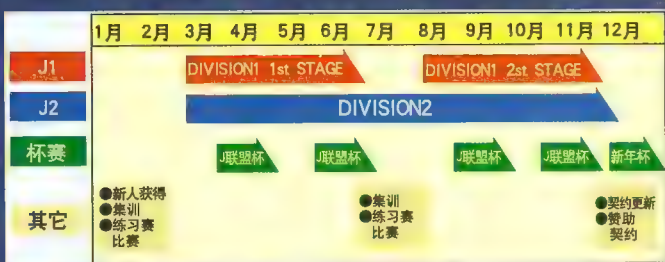 1月 2月 3月 4月 5月 6月 7月 8月 9月 10月 11月 12月
J1 DIVISION1 1st STAGE DIVISION1 2st STAGE
J2 DIVISION2
杯赛 J联盟杯 J联盟杯 J联盟杯 J联盟杯 新年杯
其它
●新人获得
●集训
●练习赛
比赛
●集训
●练习赛
比赛
●契约更新
●赞助
契约